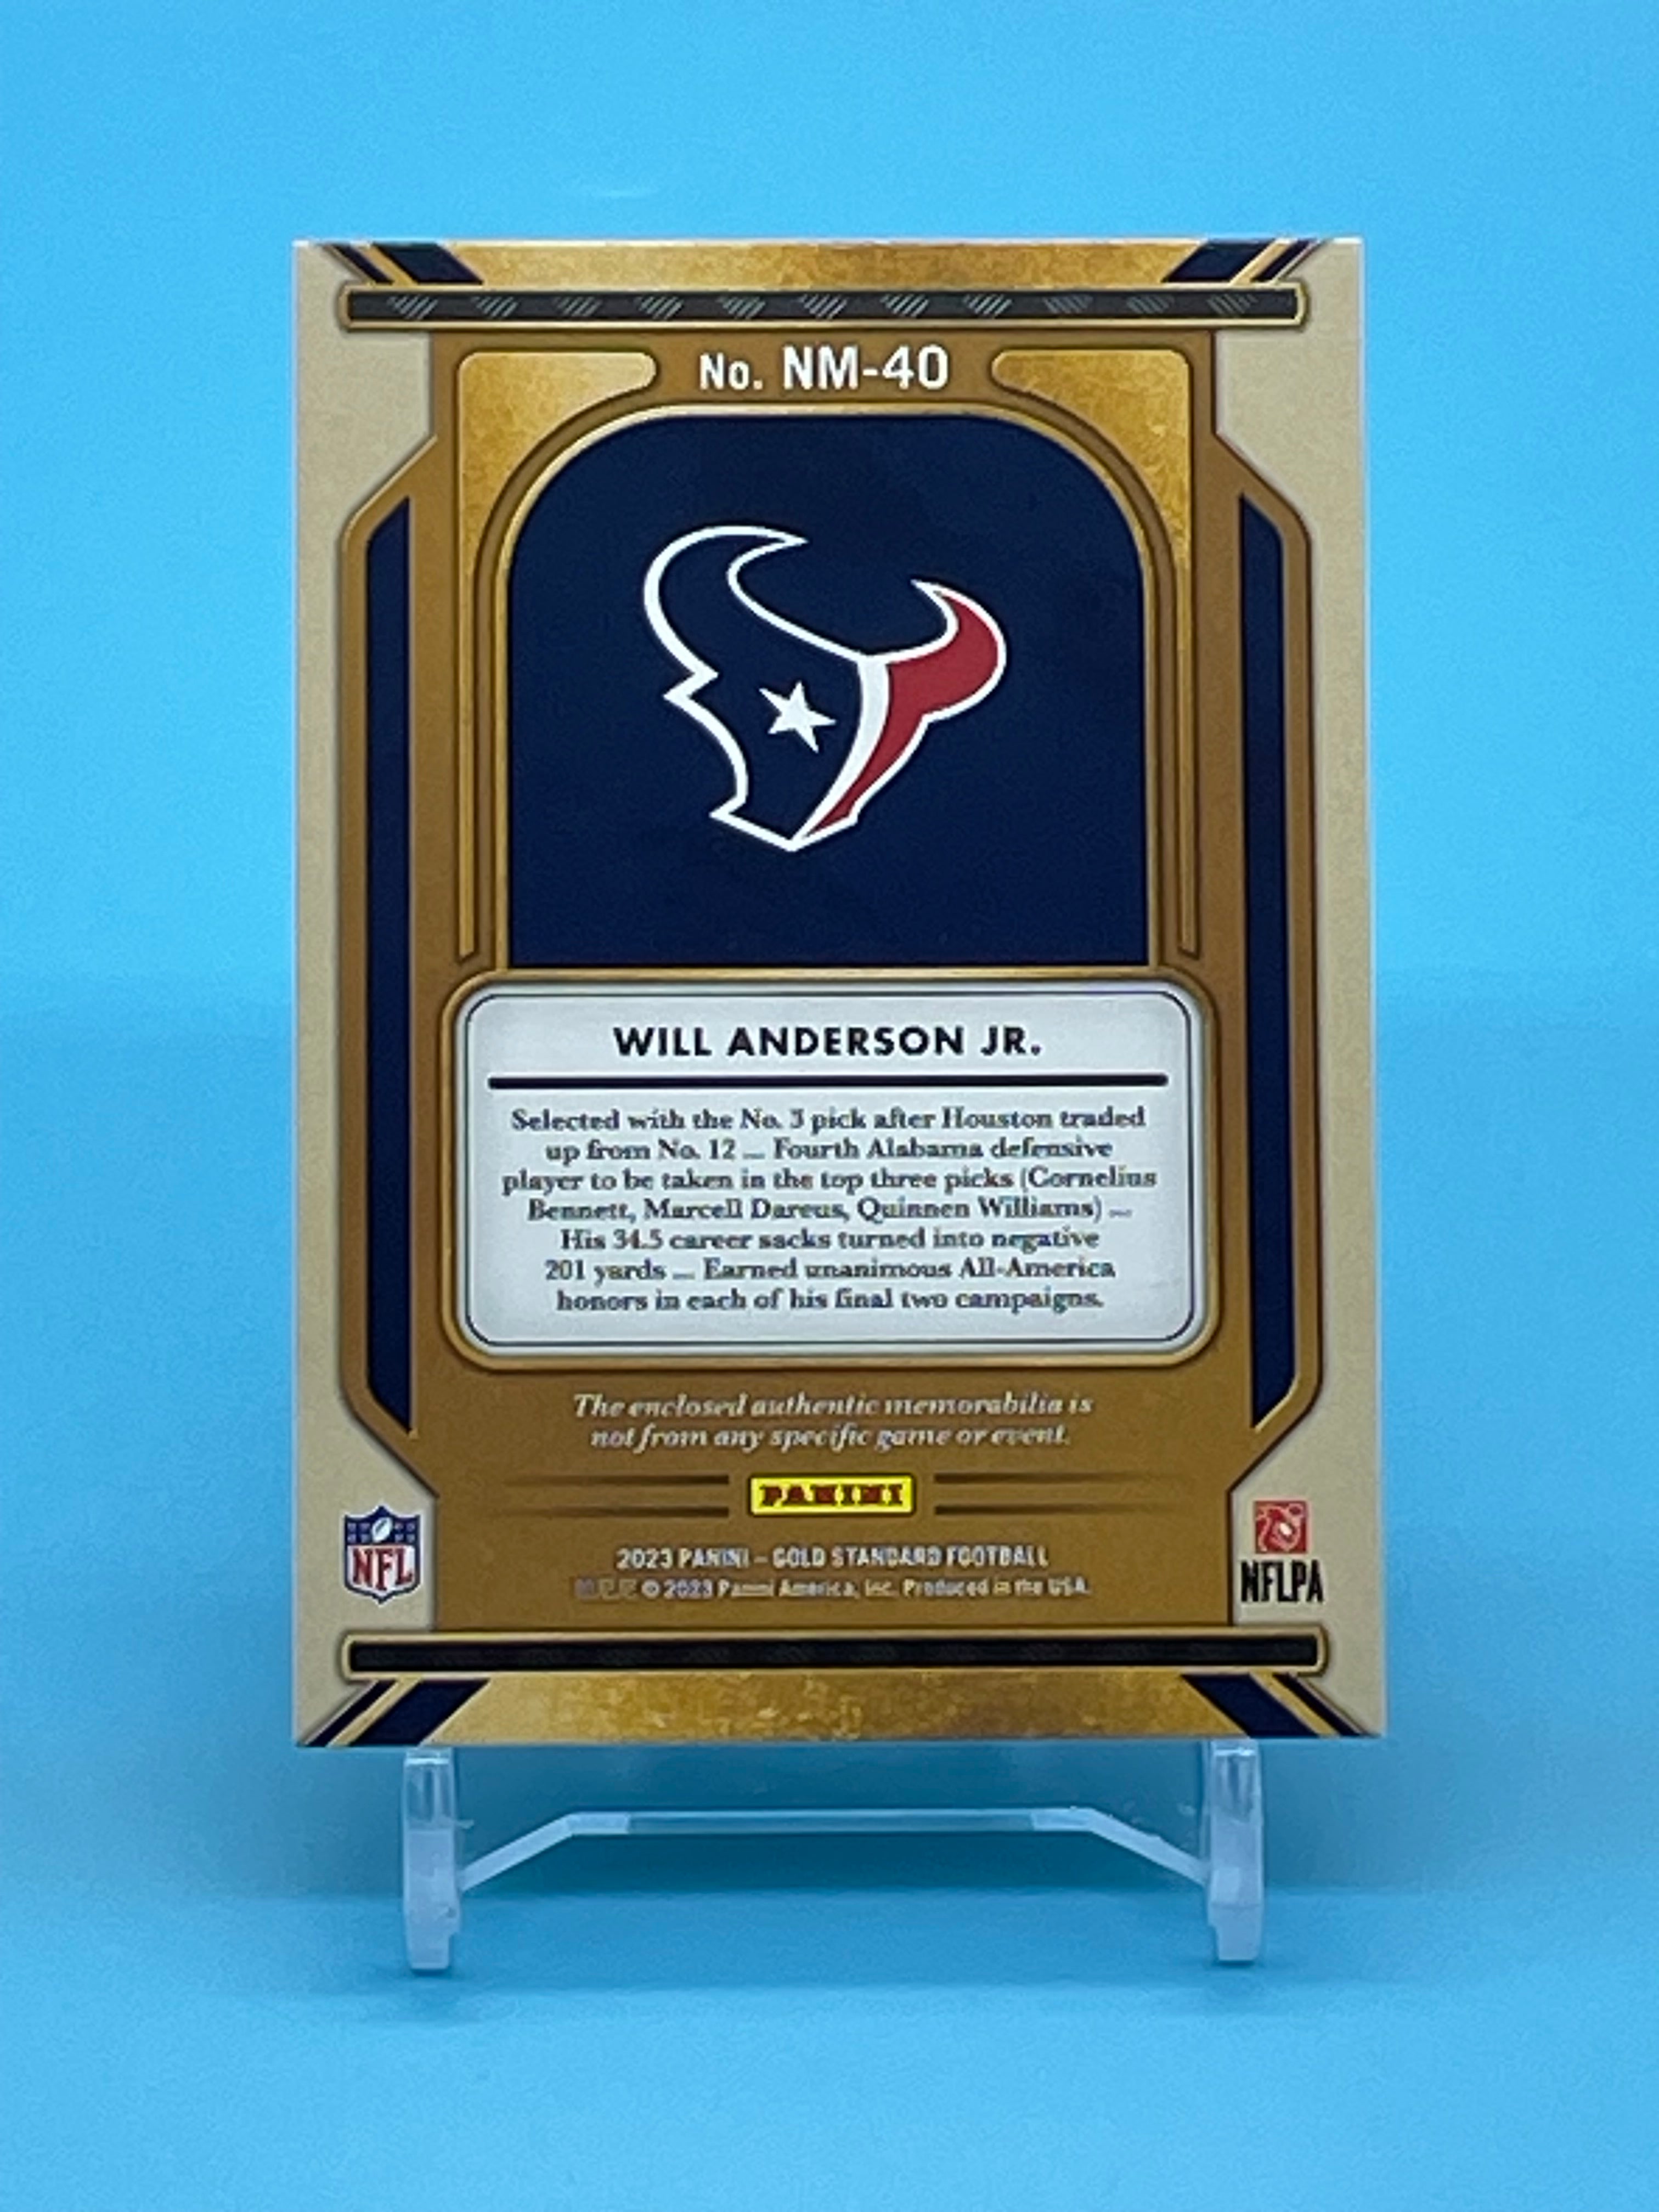 No. NM-40
WILL ANDERSON JR.
Selected with the No. 3 pick after Houston traded
up from No. 12 ... Fourth Alabama defensive
player to be taken in the top three picks (Cornelius
Bennett, Marcell Dareus, Quinnen Williams) ...
His 34.5 career sacks turned into negative
201 yards ... Earned unanimous All-America
honors in each of his final two campaigns.
The enclosed authentic memorabilia is
not from any specific game or event.
PANINI
2023 PANINI – GOLD STANDARD FOOTBALL
© 2023 Panini America, Inc. Produced in the USA.
NFL
NFLPA